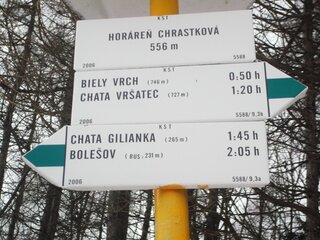 KST
HORÁREŇ CHRASTKOVÁ
556 m
2006 5588
KST
BIELY VRCH (746 m) 0:50 h
CHATA VRŠATEC (727 m) 1:20 h
2006 5588/9,3b
KST
CHATA GILIANKA (265 m) 1:45 h
BOLEŠOV (BUS, 231 m) 2:05 h
2006 5588/9,3a